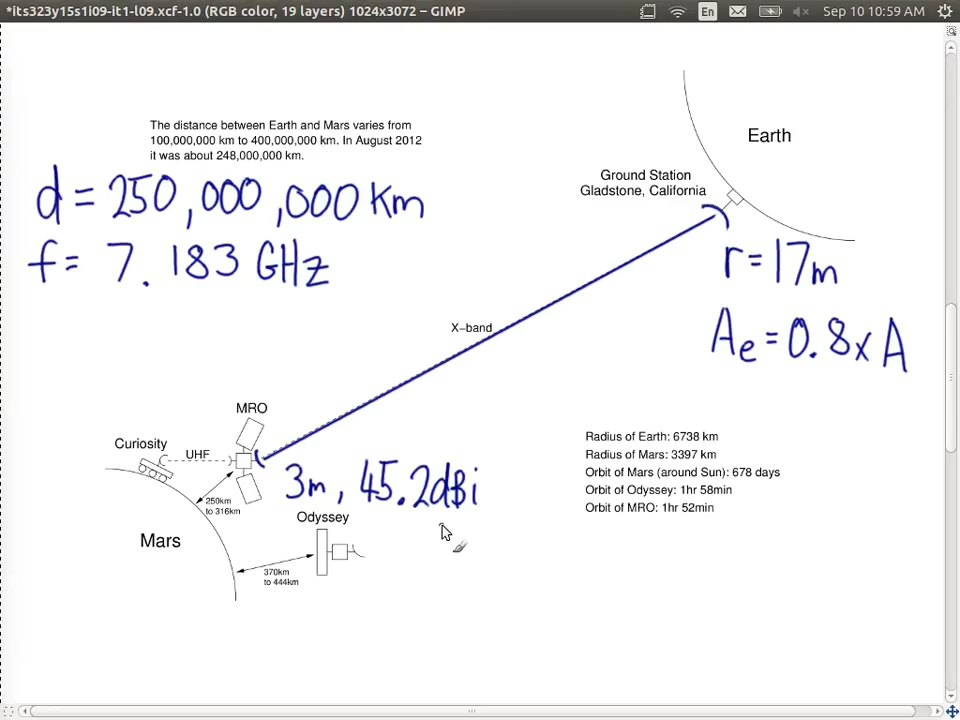 *its323y15s1i09-it1-l09.xcf-1.0 (RGB color, 19 layers) 1024x3072 – GIMP
En
Sep 10 10:59 AM
The distance between Earth and Mars varies from
100,000,000 km to 400,000,000 km. In August 2012
it was about 248,000,000 km.
d = 250,000,000 Km
f = 7.183 GHz
Earth
Ground Station
Gladstone, California
r = 17m
Ae = 0.8 x A
X−band
MRO
Curiosity
UHF
3m, 45.2dBi
250km
to 316km
Odyssey
Mars
370km
to 444km
Radius of Earth: 6738 km
Radius of Mars: 3397 km
Orbit of Mars (around Sun): 678 days
Orbit of Odyssey: 1hr 58min
Orbit of MRO: 1hr 52min